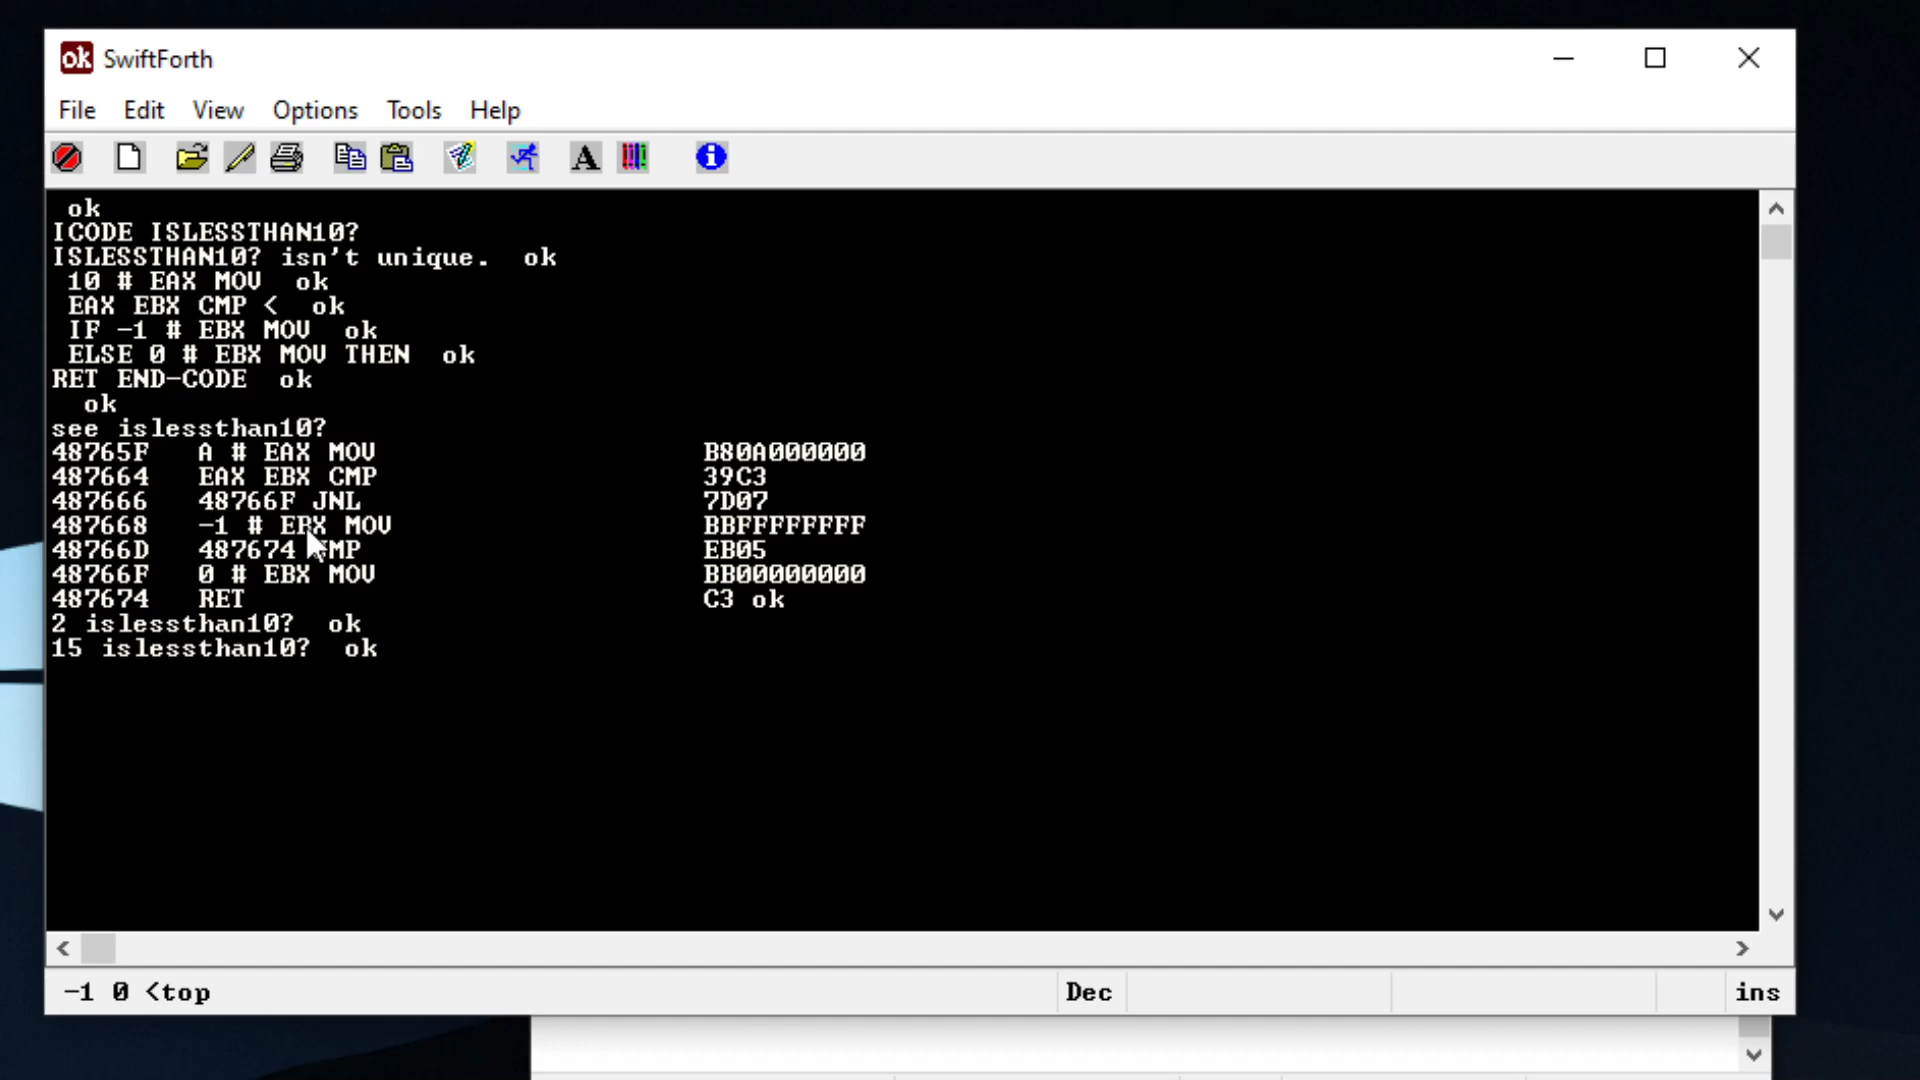 ok SwiftForth
File Edit View Options Tools Help
ok
ICODE ISLESSTHAN10?
ISLESSTHAN10? isn't unique. ok
10 # EAX MOV ok
EAX EBX CMP < ok
IF -1 # EBX MOV ok
ELSE 0 # EBX MOV THEN ok
RET END-CODE ok
ok
see islessthan10?
48765F A # EAX MOV B80A000000
487664 EAX EBX CMP 39C3
487666 48766F JNL 7D07
487668 -1 # EBX MOV BBFFFFFFFF
48766D 487674 JMP EB05
48766F 0 # EBX MOV BB00000000
487674 RET C3 ok
2 islessthan10? ok
15 islessthan10? ok
-1 0 <top Dec ins